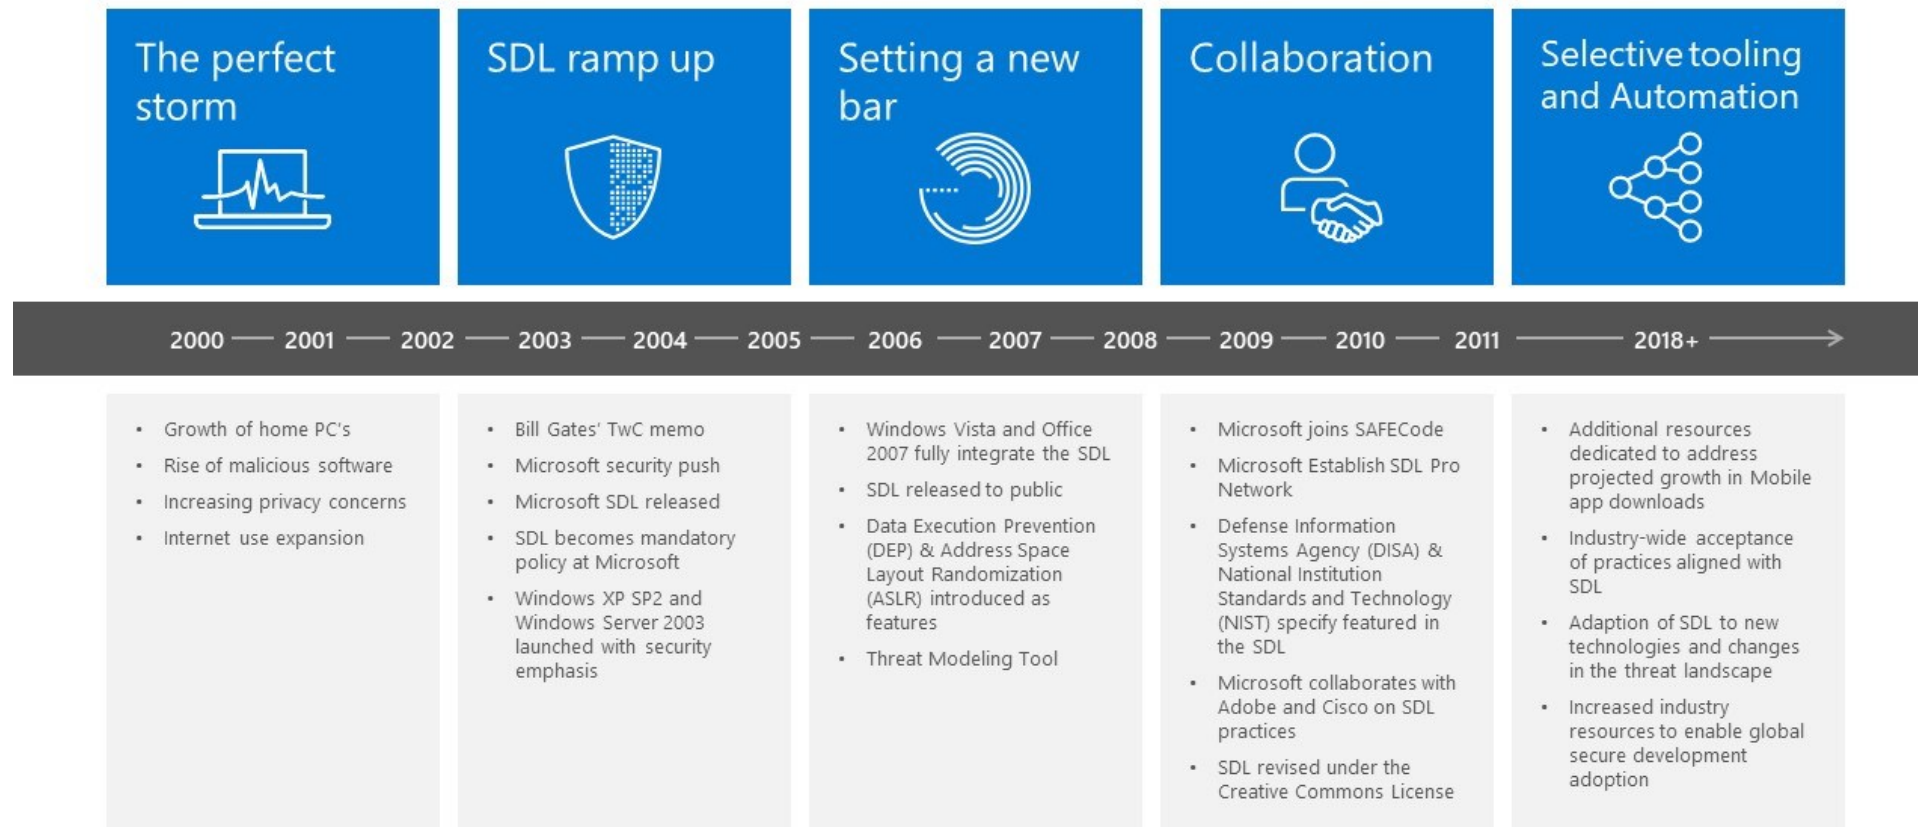 The perfect
storm
SDL ramp up
Setting a new
bar
Collaboration
Selective tooling
and Automation
2000 2001 2002 2003 2004 2005 2006 2007 2008 2009 2010 2011 2018+
• Growth of home PC's
• Rise of malicious software
• Increasing privacy concerns
• Internet use expansion
• Bill Gates' TwC memo
• Microsoft security push
• Microsoft SDL released
• SDL becomes mandatory
policy at Microsoft
• Windows XP SP2 and
Windows Server 2003
launched with security
emphasis
• Windows Vista and Office
2007 fully integrate the SDL
• SDL released to public
• Data Execution Prevention
(DEP) & Address Space
Layout Randomization
(ASLR) introduced as
features
• Threat Modeling Tool
• Microsoft joins SAFECode
• Microsoft Establish SDL Pro
Network
• Defense Information
Systems Agency (DISA) &
National Institution
Standards and Technology
(NIST) specify featured in
the SDL
• Microsoft collaborates with
Adobe and Cisco on SDL
practices
• SDL revised under the
Creative Commons License
• Additional resources
dedicated to address
projected growth in Mobile
app downloads
• Industry-wide acceptance
of practices aligned with
SDL
• Adaption of SDL to new
technologies and changes
in the threat landscape
• Increased industry
resources to enable global
secure development
adoption